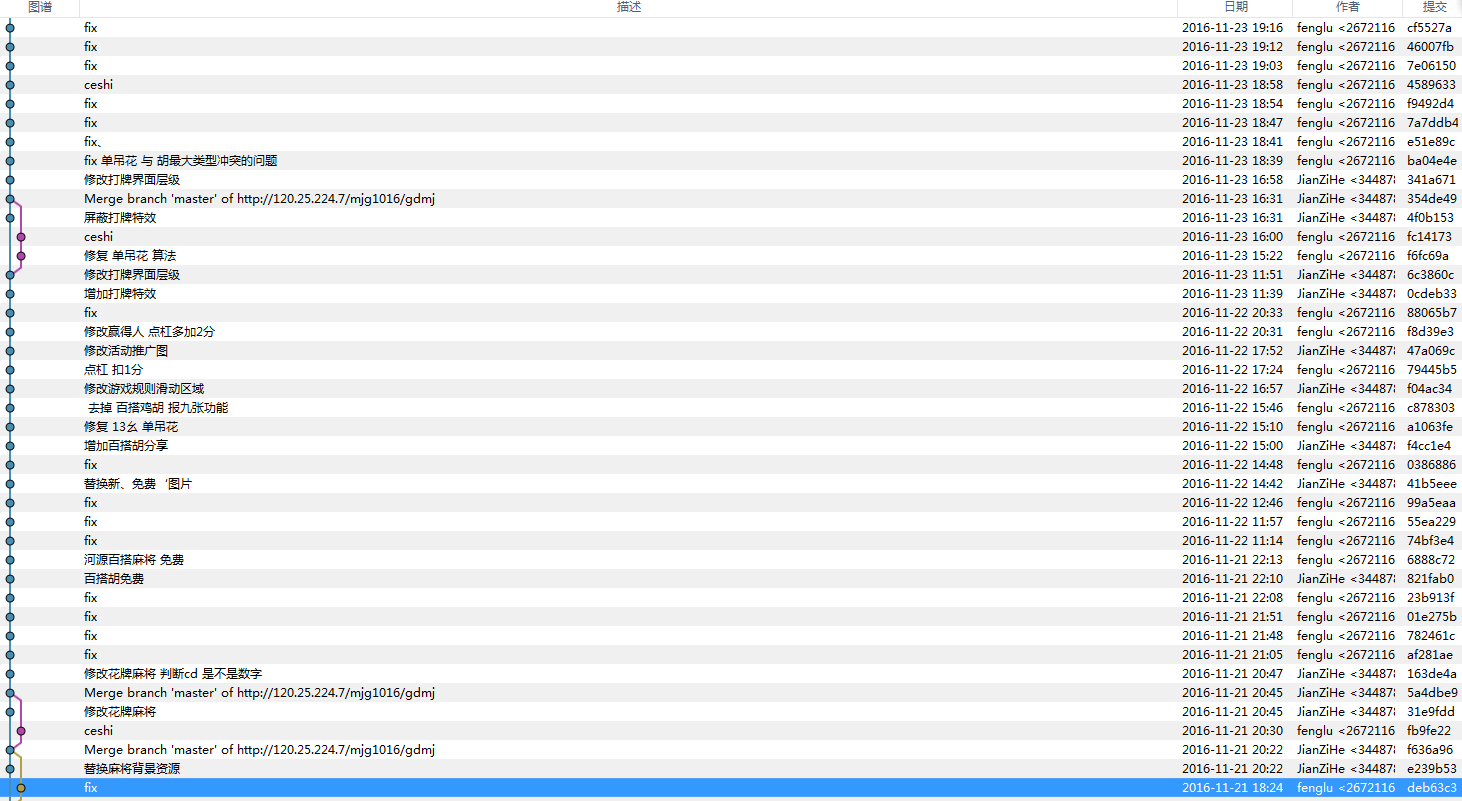 图谱 描述 日期 作者 提交
fix 2016-11-23 19:16 fenglu <2672116 cf5527a
fix 2016-11-23 19:12 fenglu <2672116 46007fb
fix 2016-11-23 19:03 fenglu <2672116 7e06150
ceshi 2016-11-23 18:58 fenglu <2672116 4589633
fix 2016-11-23 18:54 fenglu <2672116 f9492d4
fix 2016-11-23 18:47 fenglu <2672116 7a7ddb4
fix、 2016-11-23 18:41 fenglu <2672116 e51e89c
fix 单吊花 与 胡最大类型冲突的问题 2016-11-23 18:39 fenglu <2672116 ba04e4e
修改打牌界面层级 2016-11-23 16:58 JianZiHe <34487 341a671
Merge branch 'master' of http://120.25.224.7/mjg1016/gdmj 2016-11-23 16:31 JianZiHe <34487 354de49
屏蔽打牌特效 2016-11-23 16:31 JianZiHe <34487 4f0b153
ceshi 2016-11-23 16:00 fenglu <2672116 fc14173
修复 单吊花 算法 2016-11-23 15:22 fenglu <2672116 f6fc69a
修改打牌界面层级 2016-11-23 11:51 JianZiHe <34487 6c3860c
增加打牌特效 2016-11-23 11:39 JianZiHe <34487 0cdeb33
fix 2016-11-22 20:33 fenglu <2672116 88065b7
修改赢得人 点杠多加2分 2016-11-22 20:31 fenglu <2672116 f8d39e3
修改活动推广图 2016-11-22 17:52 JianZiHe <34487 47a069c
点杠 扣1分 2016-11-22 17:24 fenglu <2672116 79445b5
修改游戏规则滑动区域 2016-11-22 16:57 JianZiHe <34487 f04ac34
去掉 百搭鸡胡 报九张功能 2016-11-22 15:46 fenglu <2672116 c878303
修复 13幺 单吊花 2016-11-22 15:10 fenglu <2672116 a1063fe
增加百搭胡分享 2016-11-22 15:00 JianZiHe <34487 f4cc1e4
fix 2016-11-22 14:48 fenglu <2672116 0386886
替换新、免费‘图片 2016-11-22 14:42 JianZiHe <34487 41b5eee
fix 2016-11-22 12:46 fenglu <2672116 99a5eaa
fix 2016-11-22 11:57 fenglu <2672116 55ea229
fix 2016-11-22 11:14 fenglu <2672116 74bf3e4
河源百搭麻将 免费 2016-11-21 22:13 fenglu <2672116 6888c72
百搭胡免费 2016-11-21 22:10 JianZiHe <34487 821fab0
fix 2016-11-21 22:08 fenglu <2672116 23b913f
fix 2016-11-21 21:51 fenglu <2672116 01e275b
fix 2016-11-21 21:48 fenglu <2672116 782461c
fix 2016-11-21 21:05 fenglu <2672116 af281ae
修改花牌麻将 判断cd 是不是数字 2016-11-21 20:47 JianZiHe <34487 163de4a
Merge branch 'master' of http://120.25.224.7/mjg1016/gdmj 2016-11-21 20:45 JianZiHe <34487 5a4dbe9
修改花牌麻将 2016-11-21 20:45 JianZiHe <34487 31e9fdd
ceshi 2016-11-21 20:30 fenglu <2672116 fb9fe22
Merge branch 'master' of http://120.25.224.7/mjg1016/gdmj 2016-11-21 20:22 JianZiHe <34487 f636a96
替换麻将背景资源 2016-11-21 20:22 JianZiHe <34487 e239b53
fix 2016-11-21 18:24 fenglu <2672116 deb63c3